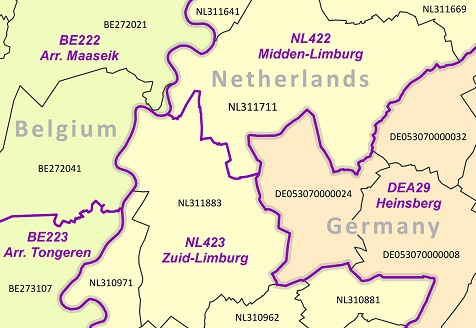 NL311641
NL311669
BE272021
BE222
Arr. Maaseik
NL422
Midden-Limburg
Netherlands
NL311711
Belgium
DE053070000032
BE272041
DE053070000024
DEA29
Heinsberg
NL311883
Germany
BE223
Arr. Tongeren
NL423
Zuid-Limburg
DE053070000008
NL310971
BE273107
NL310881
NL310962